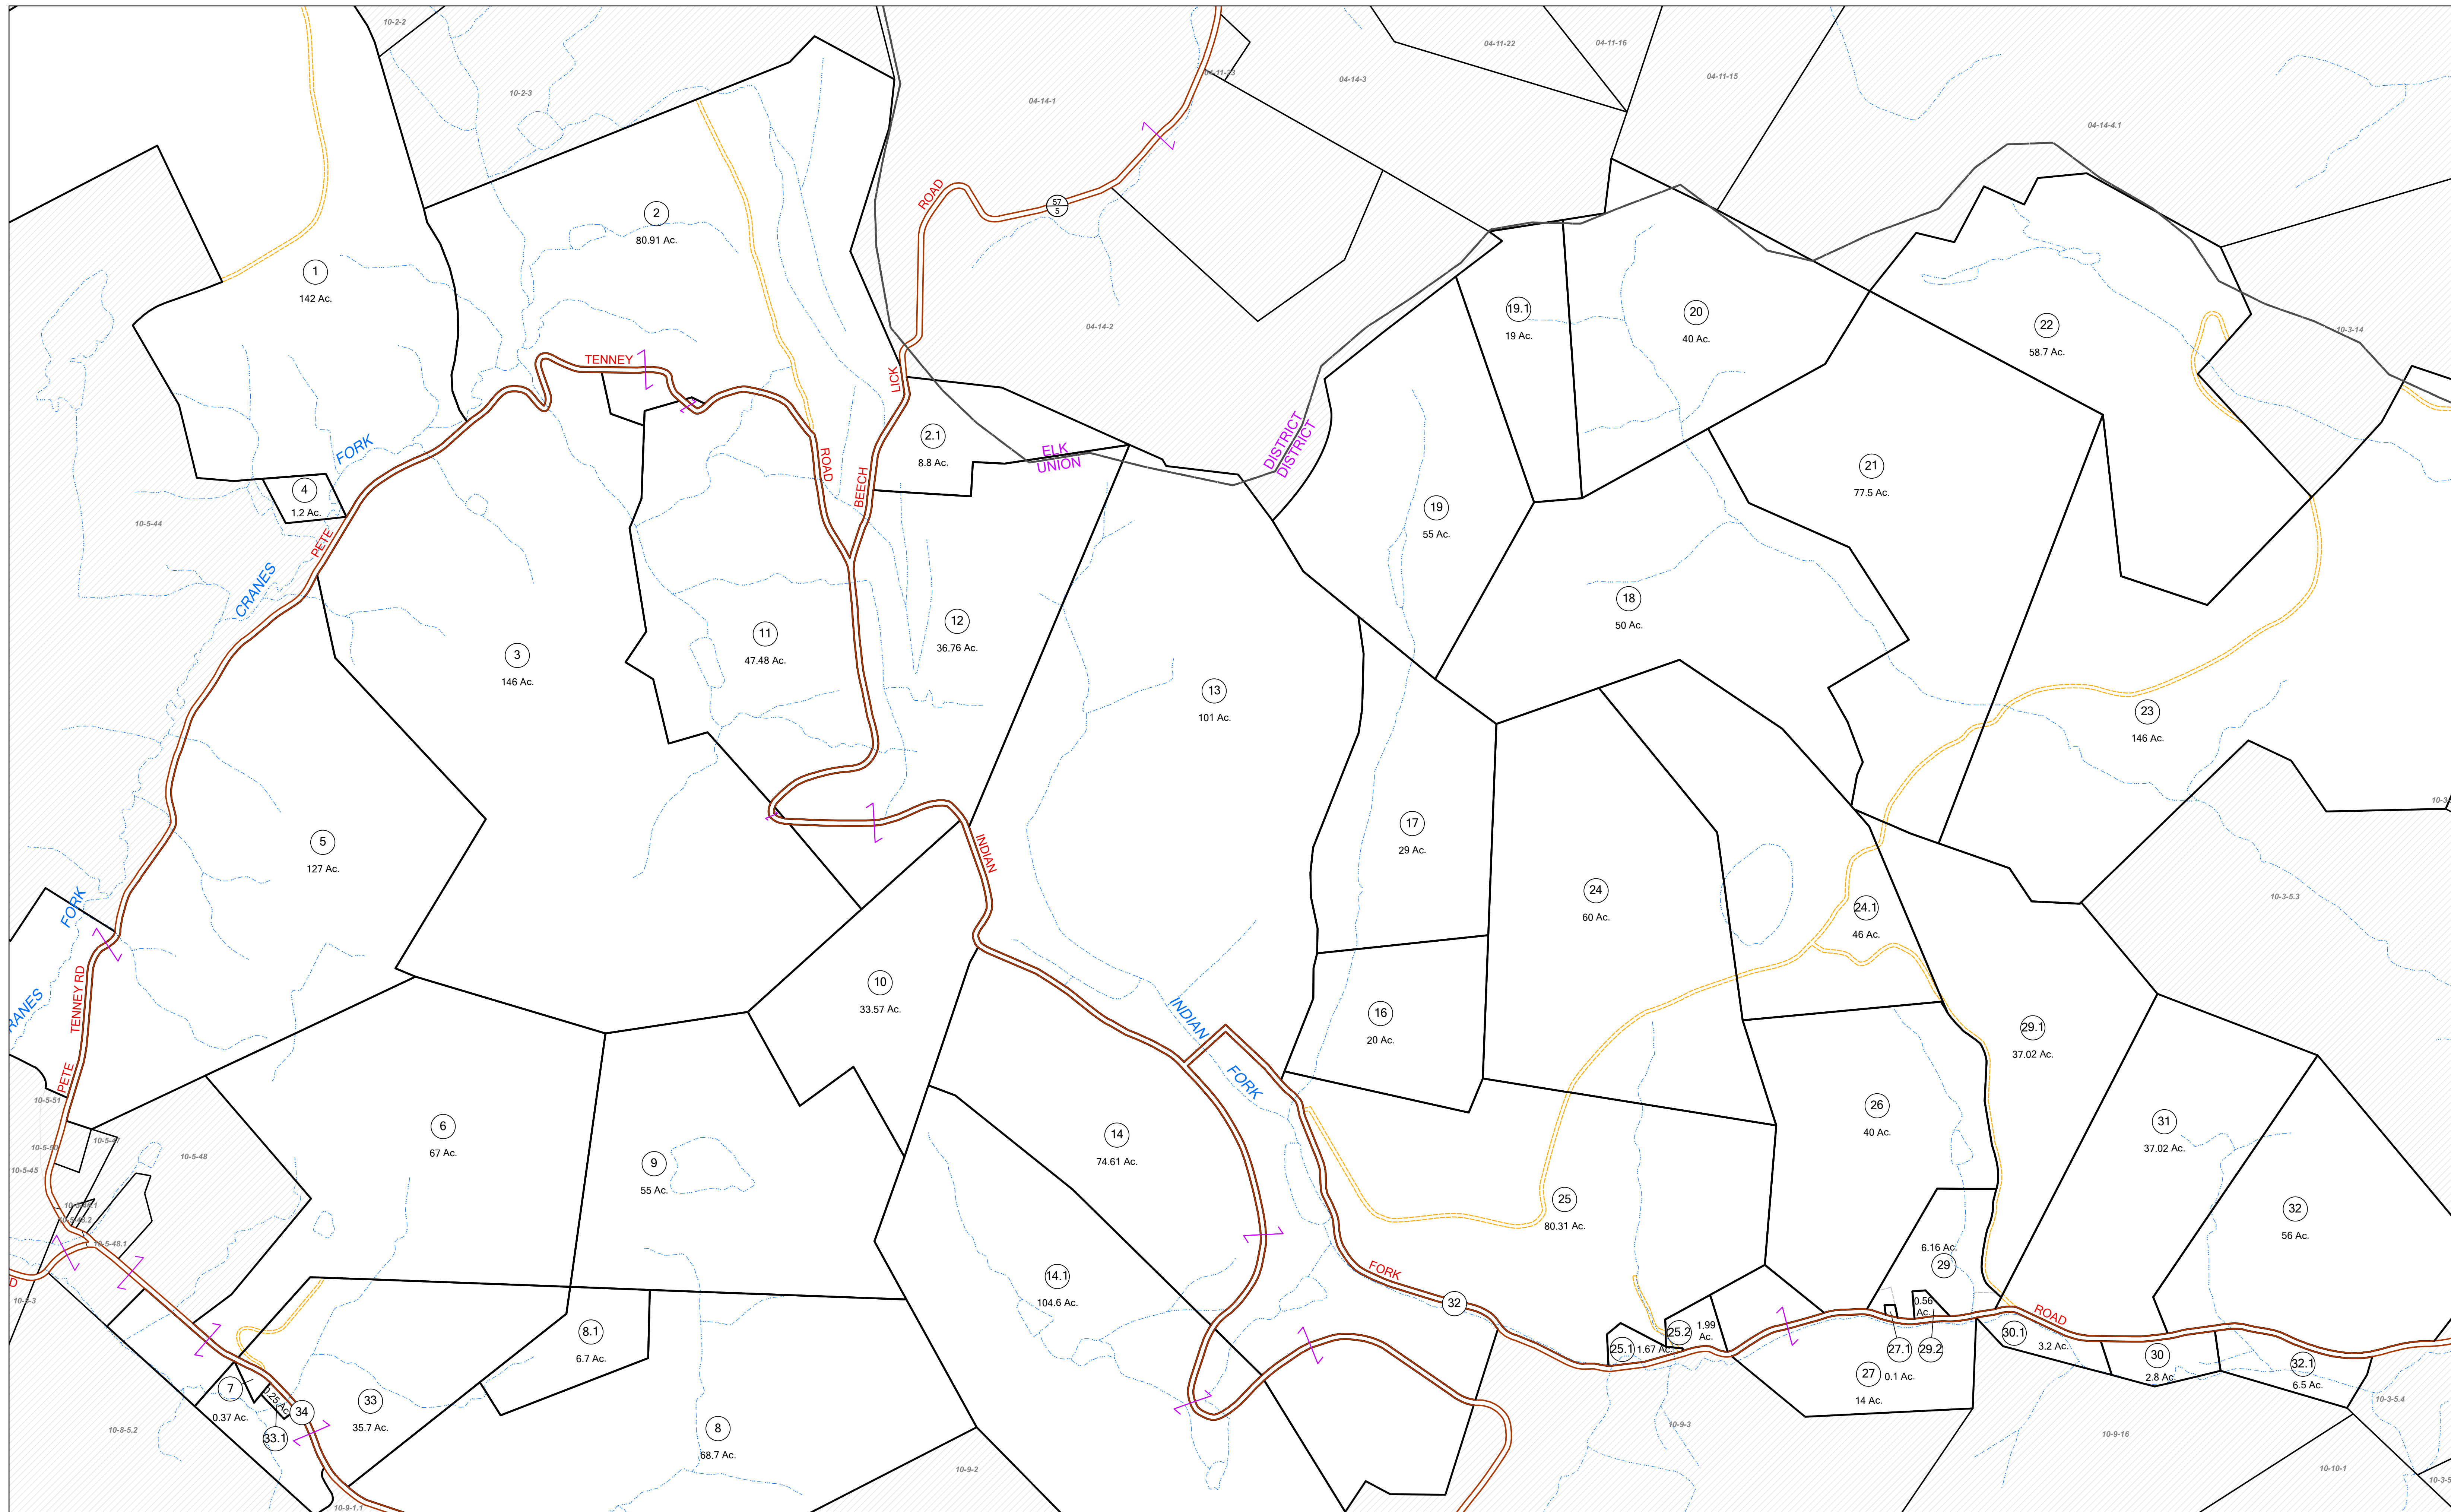 10-2-2
10-2-3
04-14-1
04-14-3
04-11-22
04-11-16
04-11-15
04-14-4.1
57
5
ROAD
2
80.91 Ac.
1
142 Ac.
19.1
19 Ac.
20
40 Ac.
22
58.7 Ac.
10-3-14
04-14-2
TENNEY
LICK
FORK
4
1.2 Ac.
2.1
8.8 Ac.
ELK
UNION
DISTRICT
DISTRICT
ROAD
BEECH
21
77.5 Ac.
10-5-44
PETE
19
55 Ac.
CRANES
18
50 Ac.
12
36.76 Ac.
11
47.48 Ac.
3
146 Ac.
13
101 Ac.
23
146 Ac.
17
29 Ac.
5
127 Ac.
INDIAN
24
60 Ac.
24.1
46 Ac.
10-3-5.3
FORK
TENNEY RD
RANES
10
33.57 Ac.
INDIAN
16
20 Ac.
29.1
37.02 Ac.
PETE
FORK
10-5-51
10-5-50
10-5-47
10-5-45
10-5-48
6
67 Ac.
9
55 Ac.
14
74.61 Ac.
26
40 Ac.
31
37.02 Ac.
25
80.31 Ac.
32
56 Ac.
10-5-48.1
6.16 Ac.
29
FORK
14.1
104.6 Ac.
32
0.56
Ac.
ROAD
8.1
6.7 Ac.
25.1
1.67 Ac.
25.2
1.99
Ac.
27.1
29.2
30.1
3.2 Ac.
30
2.8 Ac.
32.1
6.5 Ac.
27
0.1 Ac.
14 Ac.
7
0.37 Ac.
0.25 Ac.
34
33
35.7 Ac.
33.1
10-8-5.2
8
68.7 Ac.
10-9-2
10-9-3
10-9-16
10-3-5.4
10-10-1
10-9-1.1